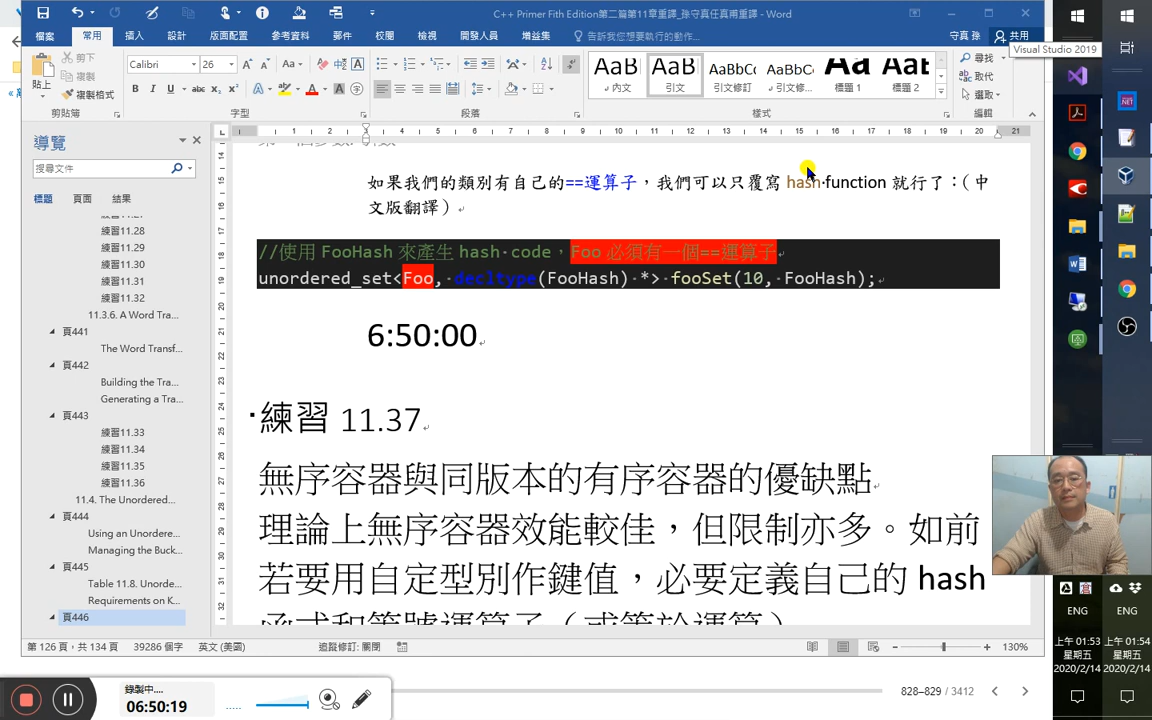 C++ Primer Fith Edition第二篇第11章重譯_孫守真任真甫重譯 - Word
檔案 常用 插入 設計 版面配置 參考資料 郵件 校閱 檢視 開發人員 增益集 告訴我您想要執行的動作... 守真 孫 共用
Visual Studio 2019
貼上 剪下 複製 複製格式
Calibri 26
AaB AaB AaBbCc AaBbC AaB AaB
內文 引文 引文修訂 引文修... 標題 1 標題 2
尋找 取代 選取
剪貼簿 字型 段落 樣式 編輯
導覽
搜尋文件
標題 頁面 結果
11.28
練習11.29
練習11.30
練習11.31
練習11.32
11.3.6. A Word Tra...
頁441
The Word Transf...
頁442
Building the Tra...
Generating a Tra...
頁443
練習11.33
練習11.34
練習11.35
練習11.36
11.4. The Unordered...
頁444
Using an Unordere...
Managing the Buck...
頁445
Table 11.8. Unorde...
Requirements on K...
頁446
如果我們的類別有自己的==運算子，我們可以只覆寫 hash function 就行了：（中
文版翻譯）
//使用 FooHash 來產生 hash code，Foo 必須有一個==運算子
unordered_set<Foo, decltype(FooHash) *> fooSet(10, FooHash);
6:50:00
練習 11.37
無序容器與同版本的有序容器的優缺點
理論上無序容器效能較佳，但限制亦多。如前
若要用自定型別作鍵值，必要定義自己的 hash
函式和等號運算子（或等於運算）
第 126 頁，共 134 頁 39286 個字 英文 (美國) 追蹤修訂: 關閉 130%
錄製中....
06:50:19
828–829 / 3412
ENG ENG
上午 01:53 上午 01:54
星期五 星期五
2020/2/14 2020/2/14